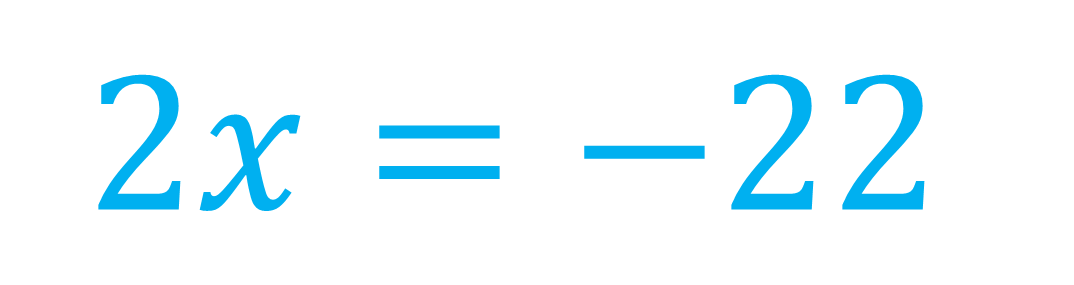 2x = −22